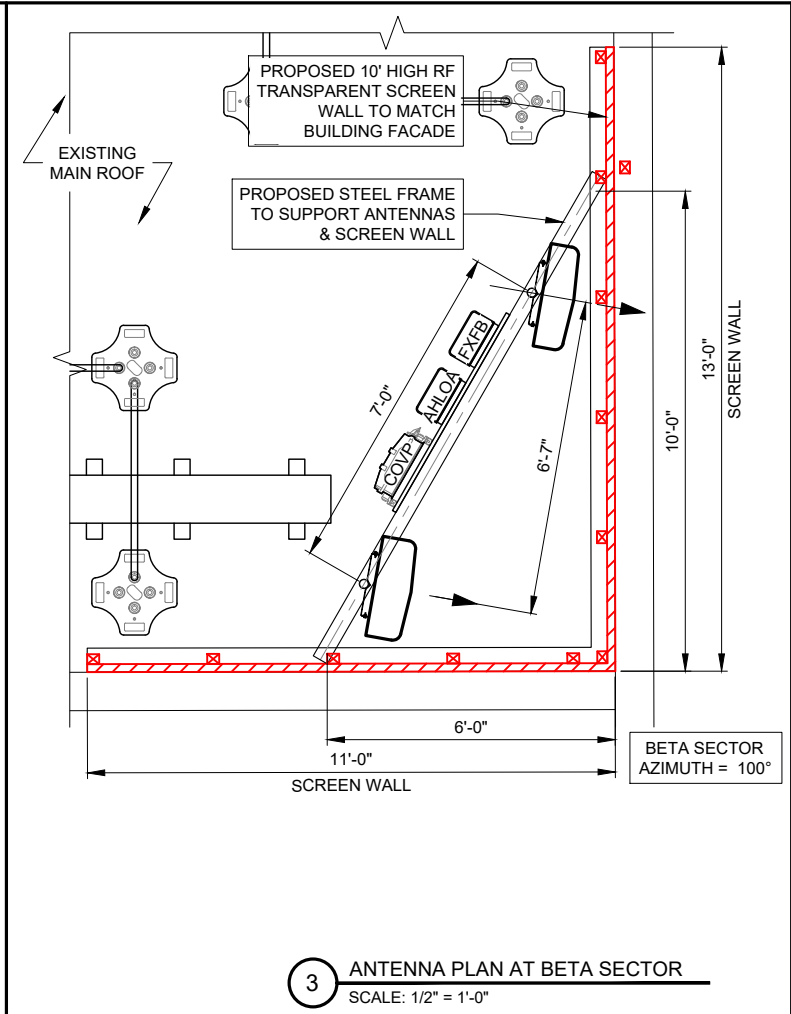 PROPOSED 10' HIGH RF
TRANSPARENT SCREEN
WALL TO MATCH
BUILDING FACADE
EXISTING
MAIN ROOF
PROPOSED STEEL FRAME
TO SUPPORT ANTENNAS
& SCREEN WALL
FXFB
AHLOA
COVP
7'-0"
6'-7"
10'-0"
13'-0"
SCREEN WALL
6'-0"
11'-0"
SCREEN WALL
BETA SECTOR
AZIMUTH = 100°
3
ANTENNA PLAN AT BETA SECTOR
SCALE: 1/2" = 1'-0"